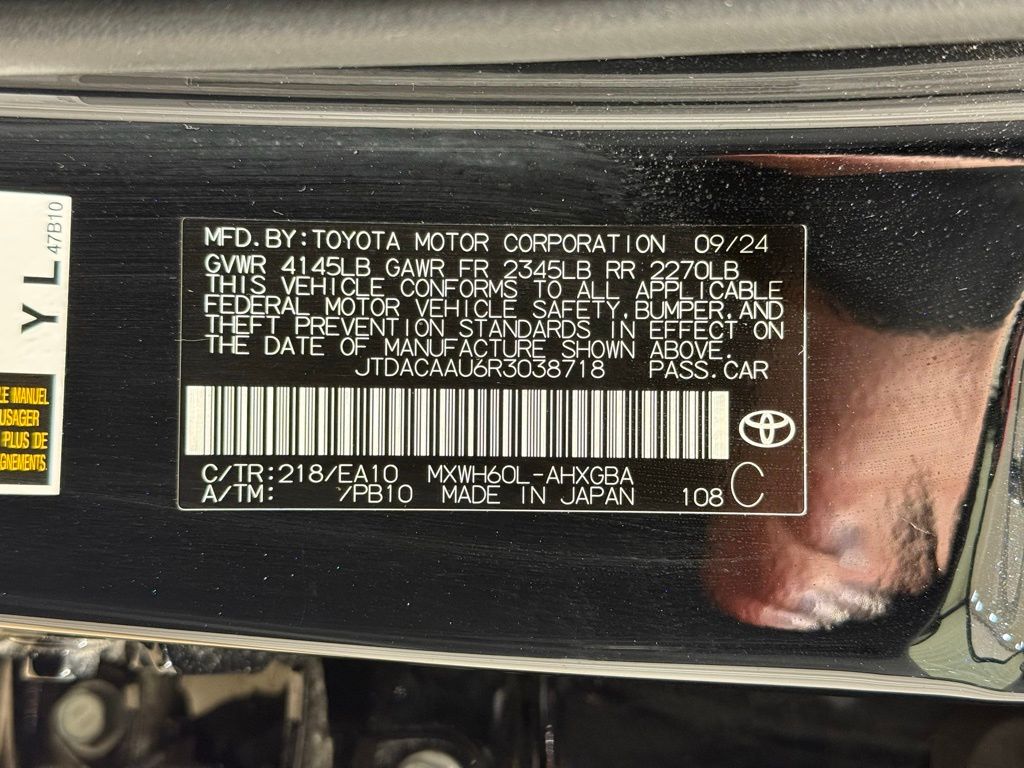 MFD.BY:TOYOTA MOTOR CORPORATION 09/24
GVWR 4145LB GAWR FR 2345LB RR 2270LB
THIS VEHICLE CONFORMS TO ALL APPLICABLE
FEDERAL MOTOR VEHICLE SAFETY,BUMPER,AND
THEFT PREVENTION STANDARDS IN EFFECT ON
THE DATE OF MANUFACTURE SHOWN ABOVE.
JTDACAAU6R3038718 PASS.CAR
C/TR:218/EA10 MXWH60L-AHXGBA
A/TM: /PB10 MADE IN JAPAN 108 C
YL
47B10
LE MANUEL
USAGER
PLUS DE
GNEMENTS.